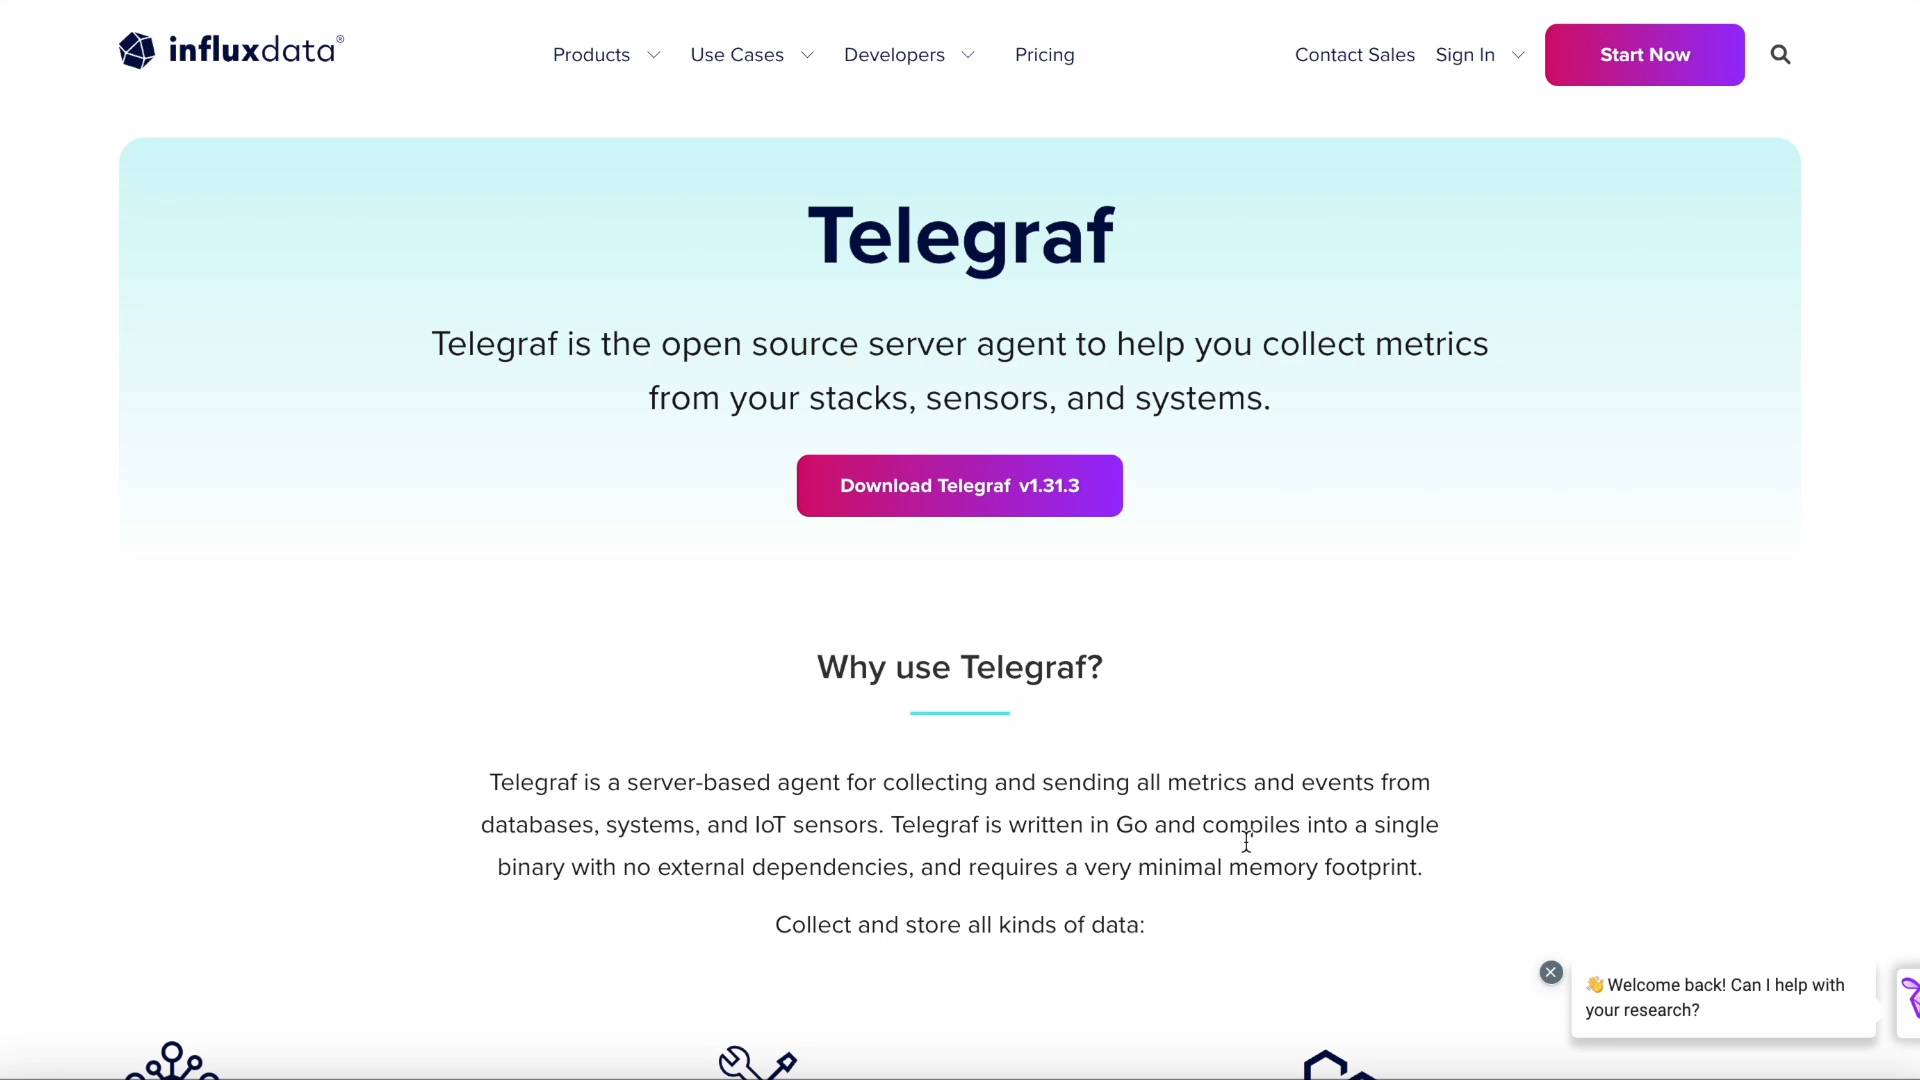 influxdata®
Products
Use Cases
Developers
Pricing
Contact Sales
Sign In
Start Now
Telegraf
Telegraf is the open source server agent to help you collect metrics
from your stacks, sensors, and systems.
Download Telegraf v1.31.3
Why use Telegraf?
Telegraf is a server-based agent for collecting and sending all metrics and events from
databases, systems, and IoT sensors. Telegraf is written in Go and compiles into a single
binary with no external dependencies, and requires a very minimal memory footprint.
Collect and store all kinds of data:
👋 Welcome back! Can I help with
your research?